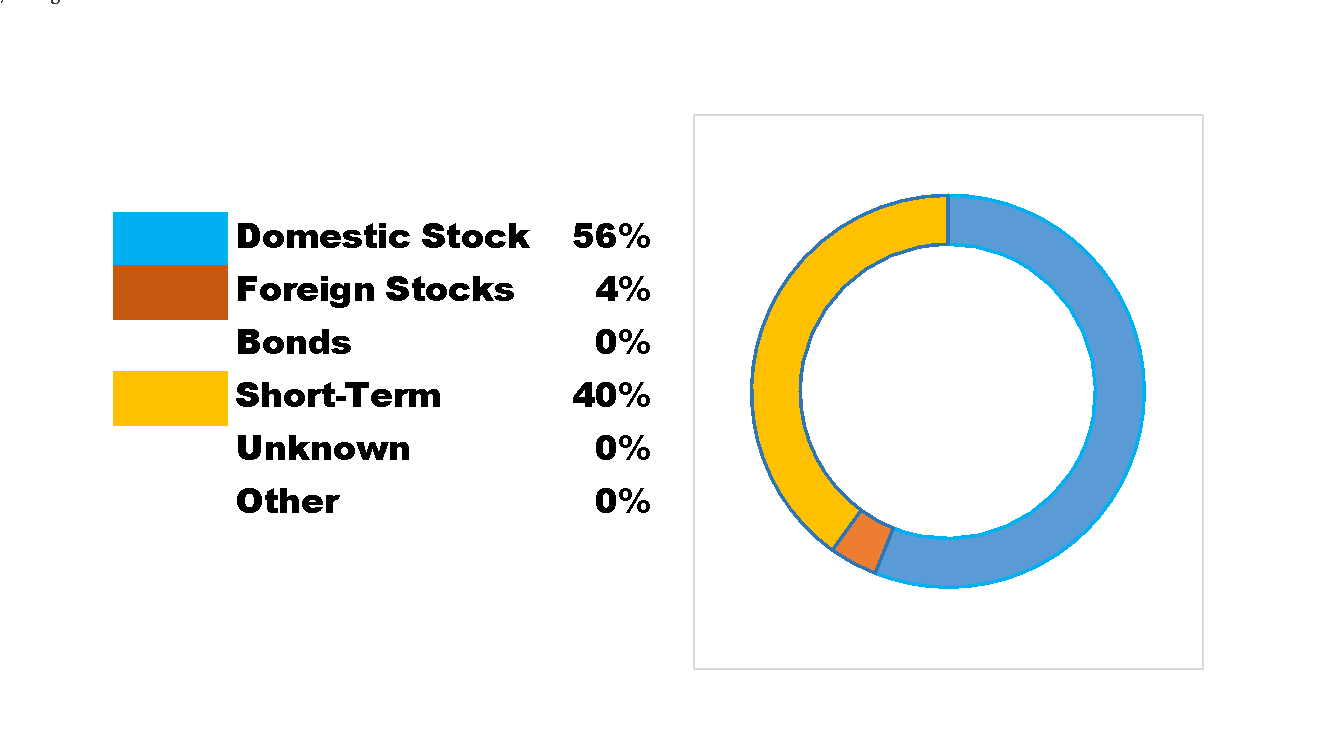 Domestic Stock 56%
Foreign Stocks 4%
Bonds 0%
Short-Term 40%
Unknown 0%
Other 0%